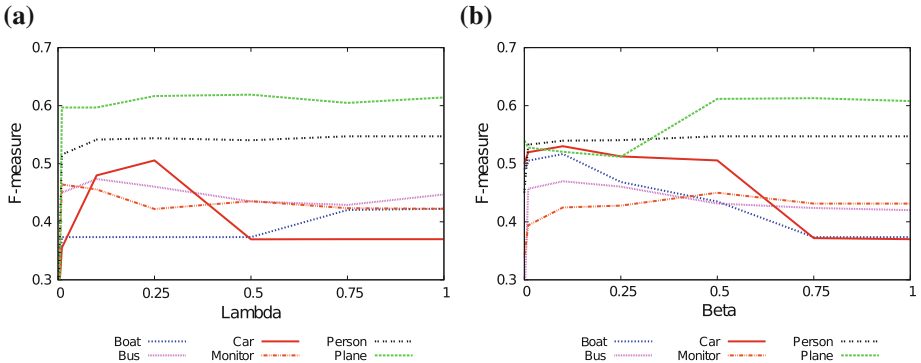 (a)
0.7
0.6
0.5
0.4
0.3
F-measure
0 0.25 0.5 0.75 1
Lambda
Boat Car Person
Bus Monitor Plane
(b)
0.7
0.6
0.5
0.4
0.3
F-measure
0 0.25 0.5 0.75 1
Beta
Boat Car Person
Bus Monitor Plane